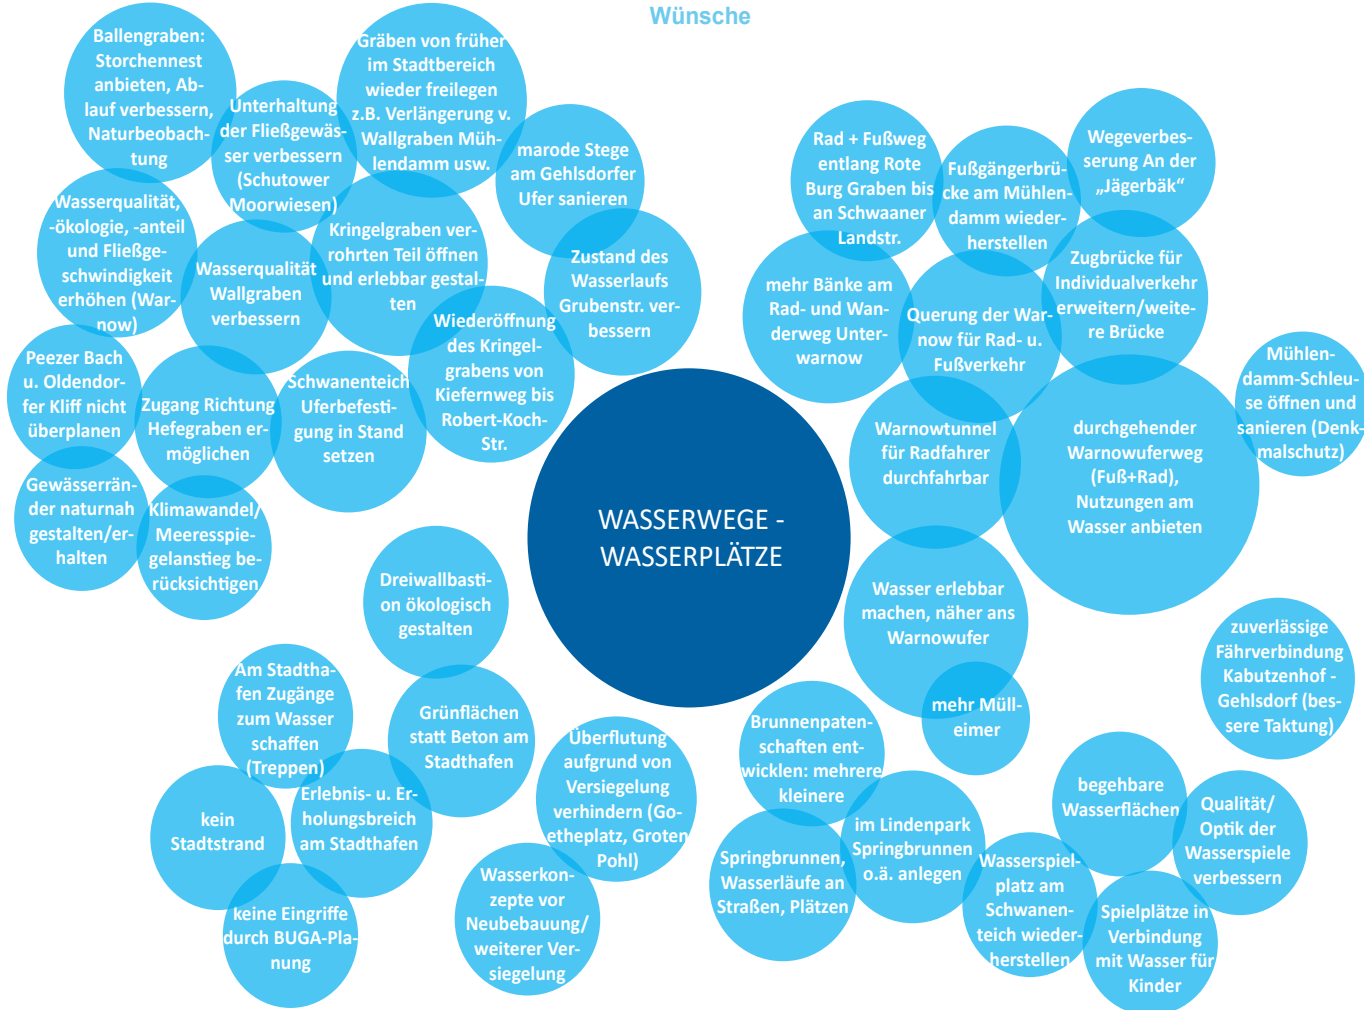 Wünsche
Ballengraben:
Storchennest
anbieten, Ab-
lauf verbessern,
Naturbeobach-
tung
Unterhaltung
der Fließgewäs-
ser verbessern
(Schutower
Moorwiesen)
Gräben von früher
im Stadtbereich
wieder freilegen
z.B. Verlängerung v.
Wallgraben Müh-
lendamm usw.
marode Stege
am Gehlsdorfer
Ufer sanieren
Wasserqualität,
-ökologie, -anteil
und Fließge-
schwindigkeit
erhöhen (War-
now)
Wasserqualität
Wallgraben
verbessern
Kringelgraben ver-
rohrten Teil öffnen
und erlebbar gestal-
ten
Zustand des
Wasserlaufs
Grubenstr. ver-
bessern
Wiederöffnung
des Kringel-
grabens von
Kiefernweg bis
Robert-Koch-
Str.
Peezer Bach
u. Oldendor-
fer Kliff nicht
überplanen
Zugang Richtung
Hefegraben er-
möglichen
Schwanenteich
Uferbefesti-
gung in Stand
setzen
Gewässerrän-
der naturnah
gestalten/er-
halten
Klimawandel/
Meeresspie-
gelanstieg be-
rücksichtigen
Rad + Fußweg
entlang Rote
Burg Graben bis
an Schwaaner
Landstr.
Fußgängerbrü-
cke am Mühlen-
damm wieder-
herstellen
Wegeverbes-
serung An der
„Jägerbäk“
mehr Bänke am
Rad- und Wan-
derweg Unter-
warnow
Querung der War-
now für Rad- u.
Fußverkehr
Zugbrücke für
Individualverkehr
erweitern/weite-
re Brücke
Mühlen-
damm-Schleu-
se öffnen und
sanieren (Denk-
malschutz)
Warnowtunnel
für Radfahrer
durchfahrbar
durchgehender
Warnowuferweg
(Fuß+Rad),
Nutzungen am
Wasser anbieten
WASSERWEGE -
WASSERPLÄTZE
Wasser erlebbar
machen, näher ans
Warnowufer
mehr Müll-
eimer
zuverlässige
Fährverbindung
Kabutzenhof -
Gehlsdorf (bes-
sere Taktung)
Dreiwallbasti-
on ökologisch
gestalten
Am Stadtha-
fen Zugänge
zum Wasser
schaffen
(Treppen)
Grünflächen
statt Beton am
Stadthafen
kein
Stadtstrand
Erlebnis- u. Er-
holungsbreich
am Stadthafen
keine Eingriffe
durch BUGA-Pla-
nung
Überflutung
aufgrund von
Versiegelung
verhindern (Go-
etheplatz, Groten
Pohl)
Wasserkon-
zepte vor
Neubebauung/
weiterer Ver-
siegelung
Brunnenpaten-
schaften ent-
wicklen: mehrere
kleinere
Springbrunnen,
Wasserläufe an
Straßen, Plätzen
im Lindenpark
Springbrunnen
o.ä. anlegen
Wasserspiel-
platz am
Schwanen-
teich wieder-
herstellen
begehbare
Wasserflächen
Qualität/
Optik der
Wasserspiele
verbessern
Spielplätze in
Verbindung
mit Wasser für
Kinder